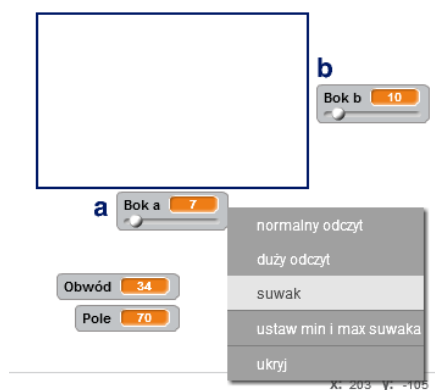 b
Bok b 10
a
Bok a 7
normalny odczyt
duży odczyt
suwak
ustaw min i max suwaka
ukryj
Obwód 34
Pole 70
X: 203 Y: -105